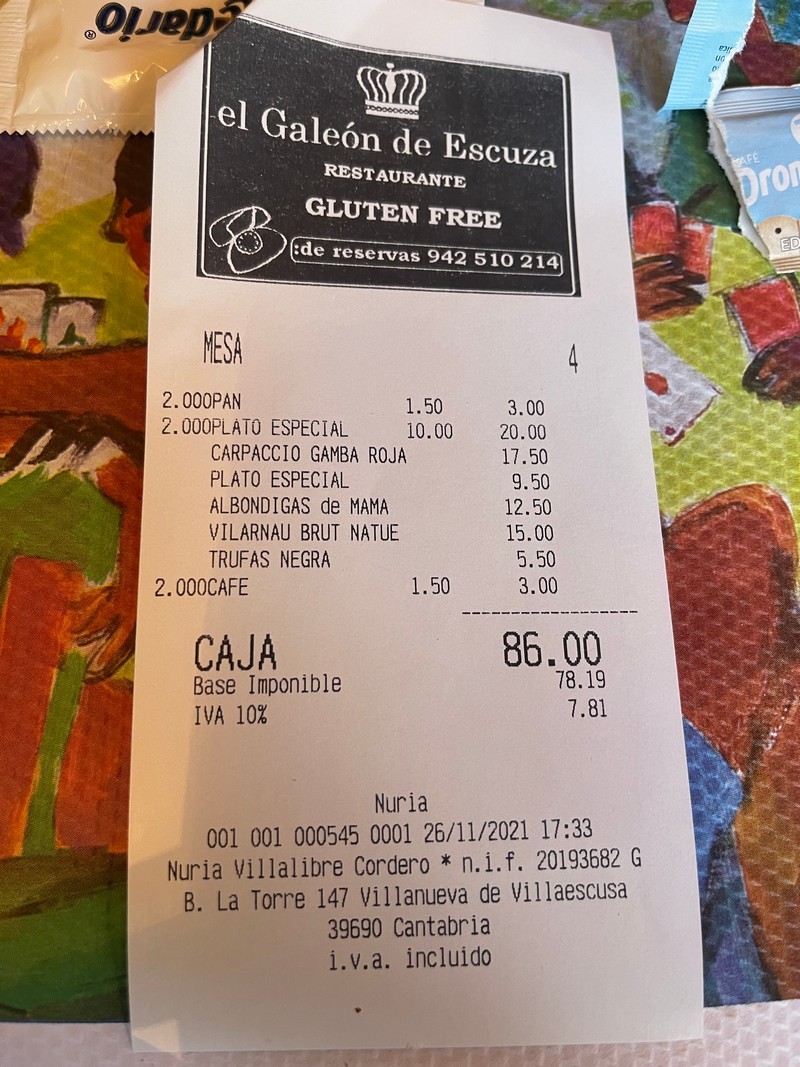 edario®
el Galeón de Escuza
RESTAURANTE
GLUTEN FREE
:de reservas 942 510 214
MESA 4
2.000PAN 1.50 3.00
2.000PLATO ESPECIAL 10.00 20.00
CARPACCIO GAMBA ROJA 17.50
PLATO ESPECIAL 9.50
ALBONDIGAS de MAMA 12.50
VILARNAU BRUT NATUE 15.00
TRUFAS NEGRA 5.50
2.000CAFE 1.50 3.00
CAJA 86.00
Base Imponible 78.19
IVA 10% 7.81
Nuria
001 001 000545 0001 26/11/2021 17:33
Nuria Villalibre Cordero * n.i.f. 20193682 G
B. La Torre 147 Villanueva de Villaescusa
39690 Cantabria
i.v.a. incluido
CAFÉ
Drom
ED